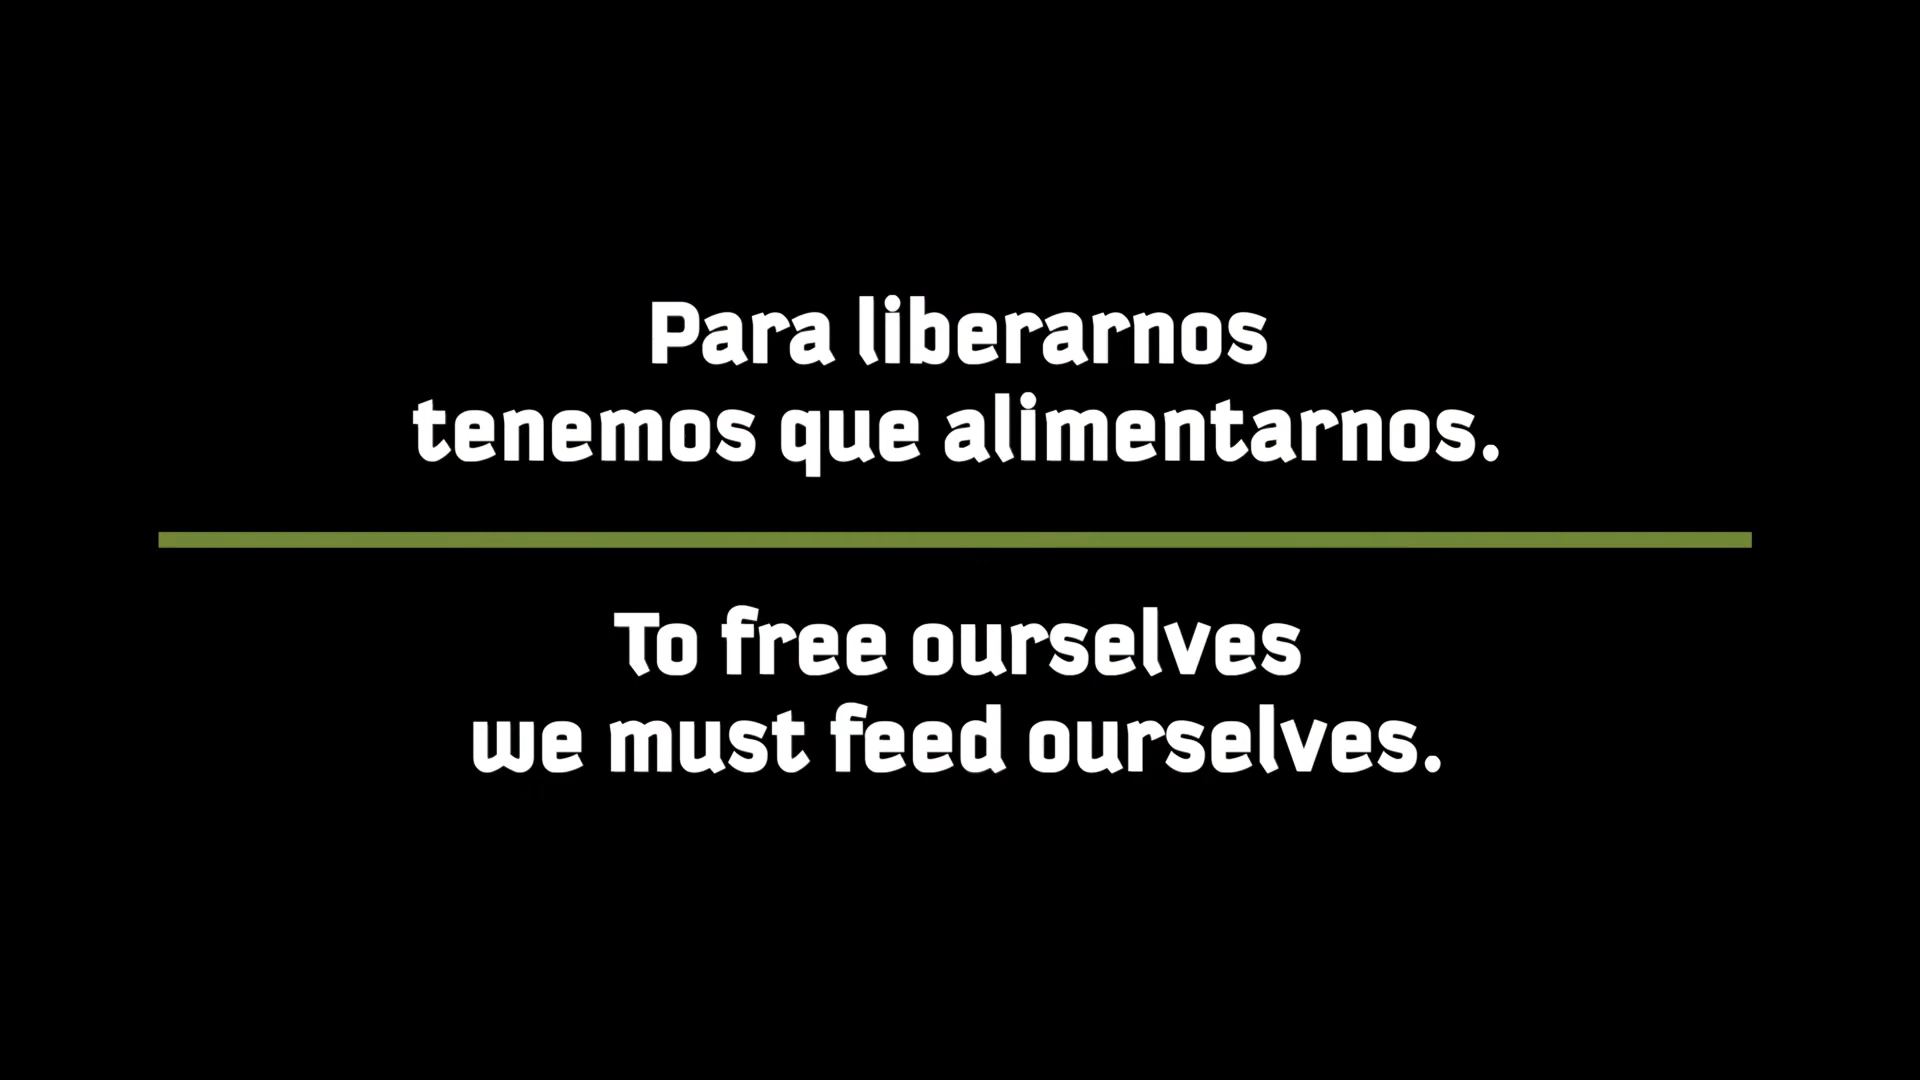 Para liberarnos
tenemos que alimentarnos.
To free ourselves
we must feed ourselves.